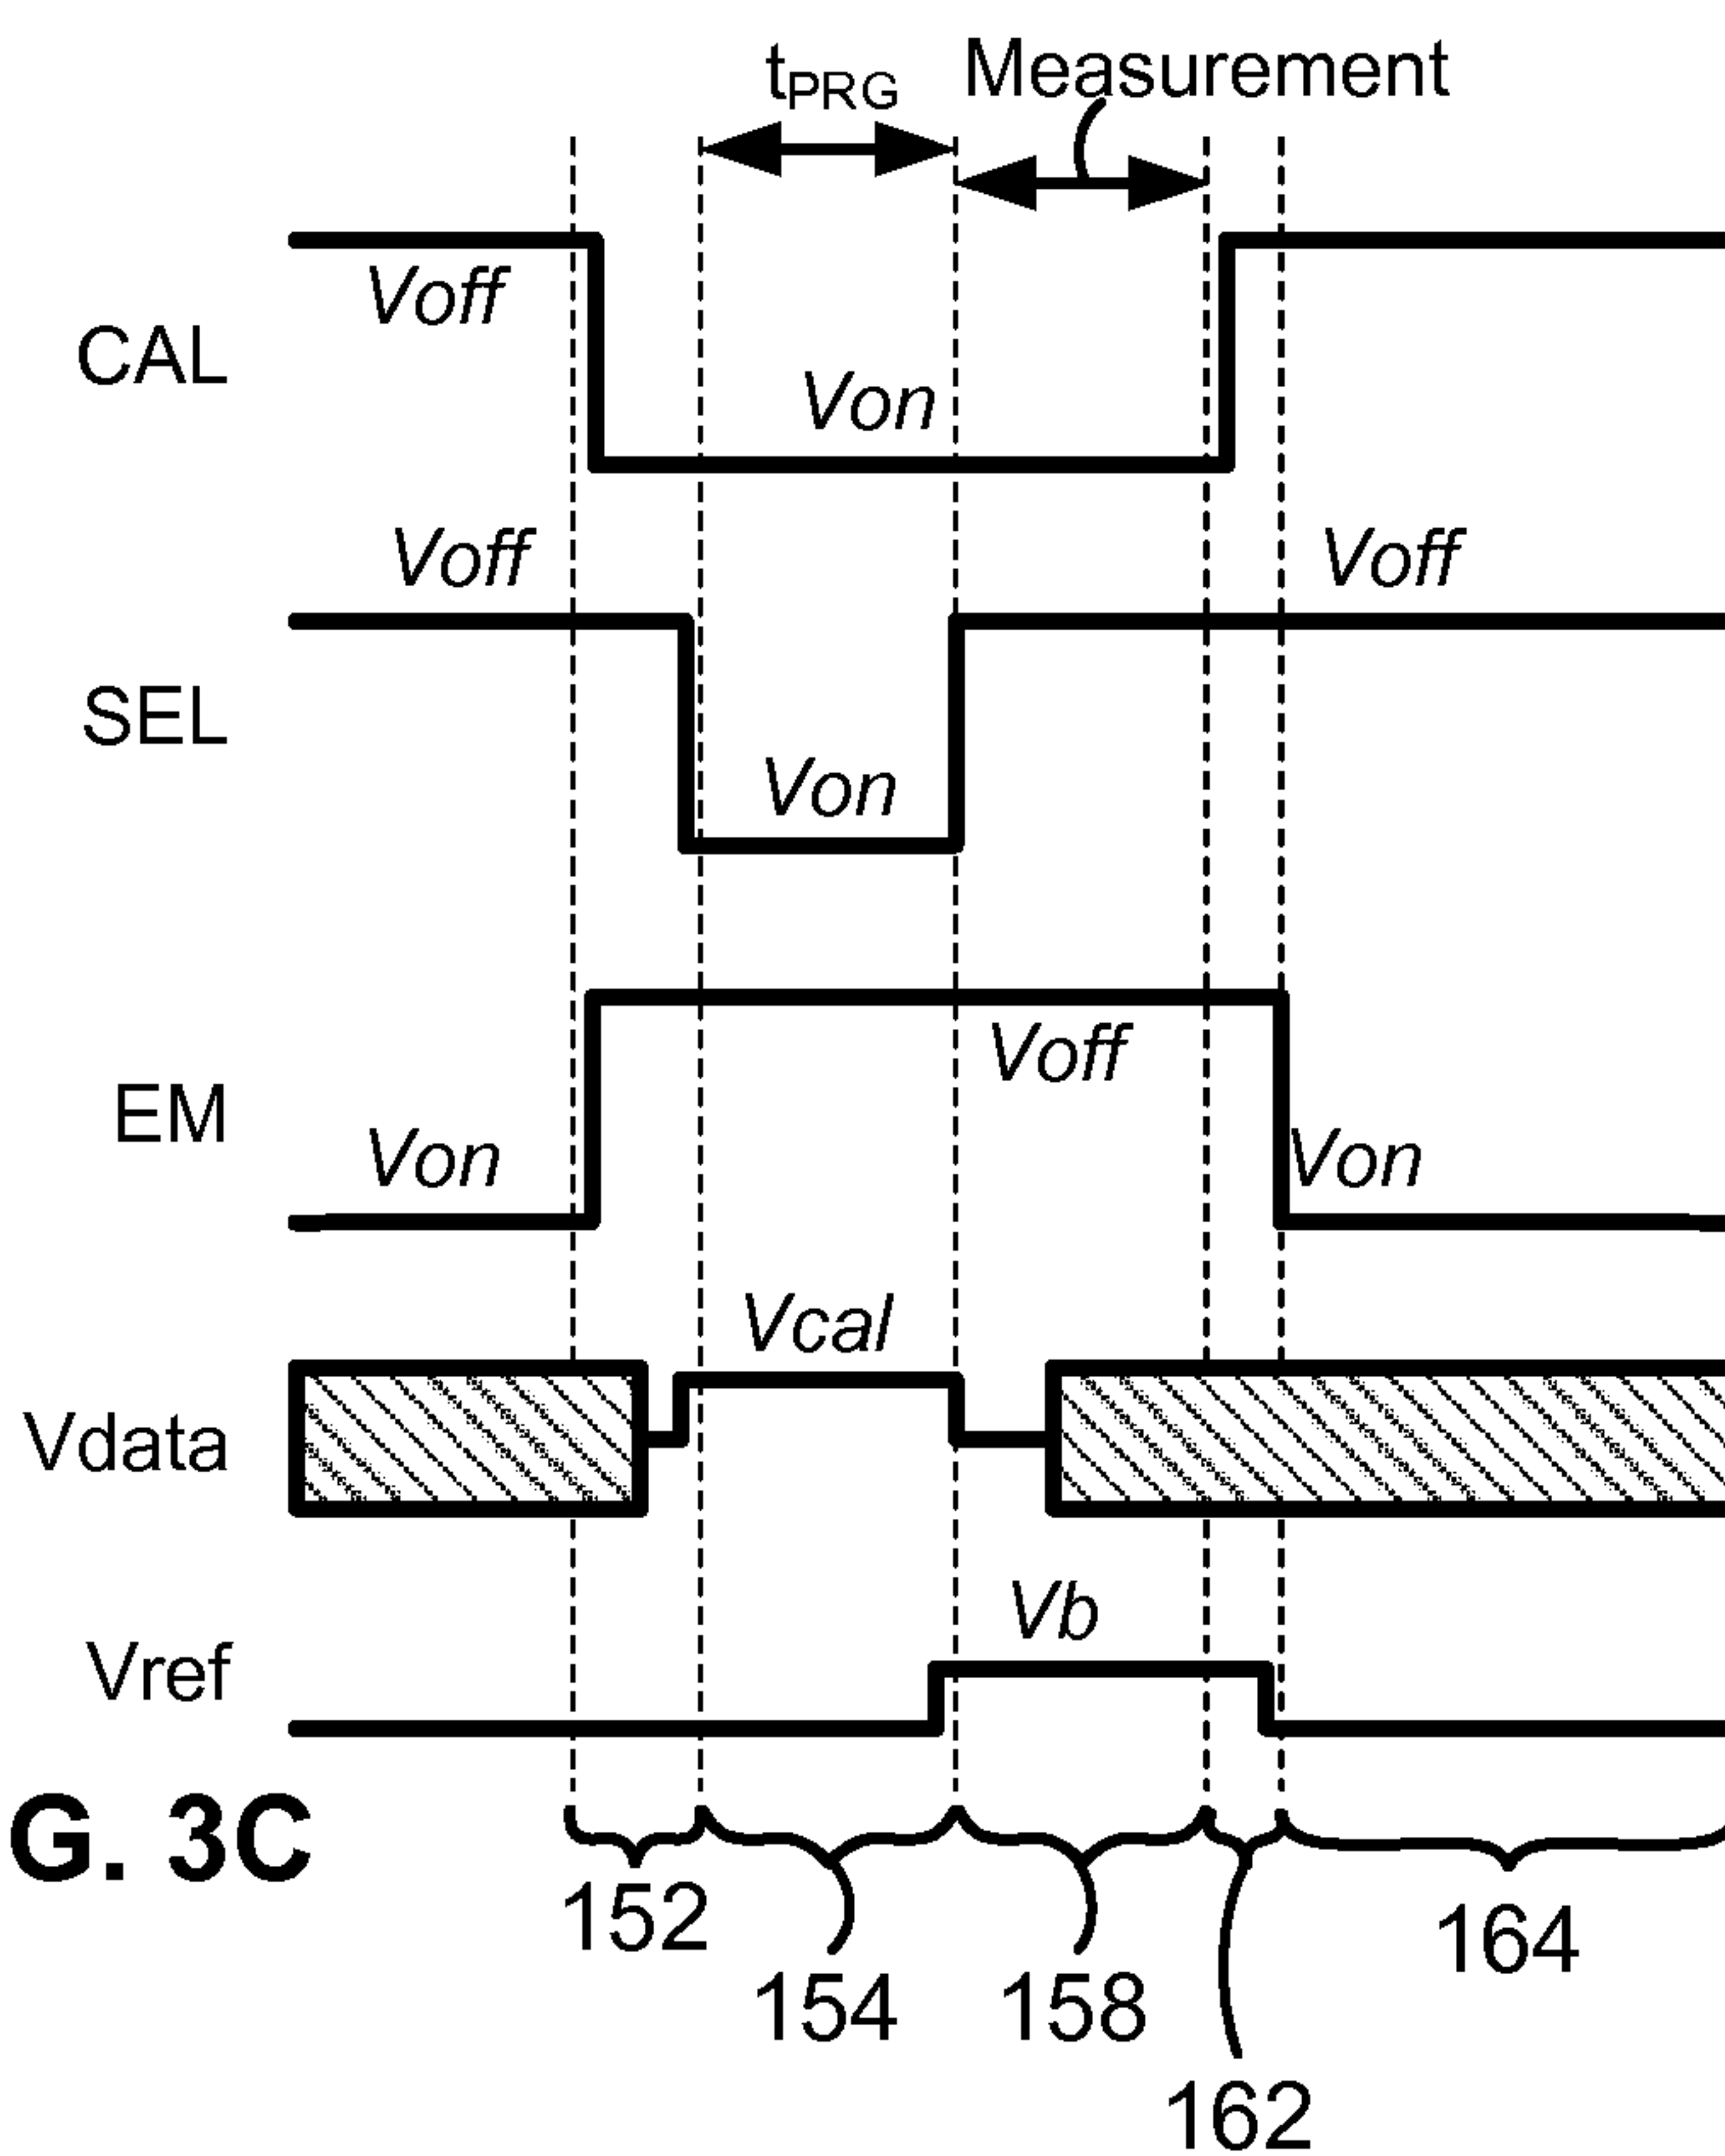 tPRG Measurement
Voff
CAL
Von
Voff Voff
SEL
Von
Voff
EM
Von Von
Vcal
Vdata
Vb
Vref
G. 3C
152
164
154 158
162